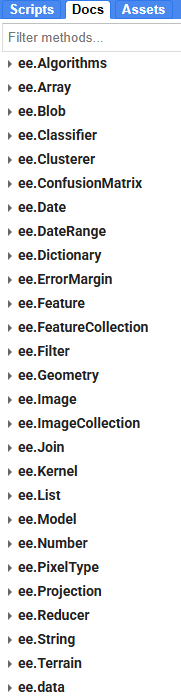 Scripts Docs Assets
Filter methods...
ee.Algorithms
ee.Array
ee.Blob
ee.Classifier
ee.Clusterer
ee.ConfusionMatrix
ee.Date
ee.DateRange
ee.Dictionary
ee.ErrorMargin
ee.Feature
ee.FeatureCollection
ee.Filter
ee.Geometry
ee.Image
ee.ImageCollection
ee.Join
ee.Kernel
ee.List
ee.Model
ee.Number
ee.PixelType
ee.Projection
ee.Reducer
ee.String
ee.Terrain
ee.data